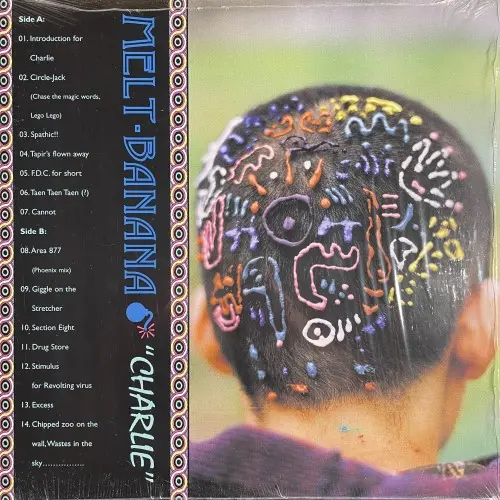 Side A:
01. Introduction for
Charlie
02. Circle-Jack
(Chase the magic words,
Lego Lego)
03. Spathic!!
04. Tapir's flown away
05. F.D.C. for short
06. Taen Taen Taen (?)
07. Cannot
Side B:
08. Area 877
(Phoenix mix)
09. Giggle on the
Stretcher
10. Section Eight
11. Drug Store
12. Stimulus
for Revolting virus
13. Excess
14. Chipped zoo on the
wall, Wastes in the
sky................
MELT-BANANA "CHARLIE"